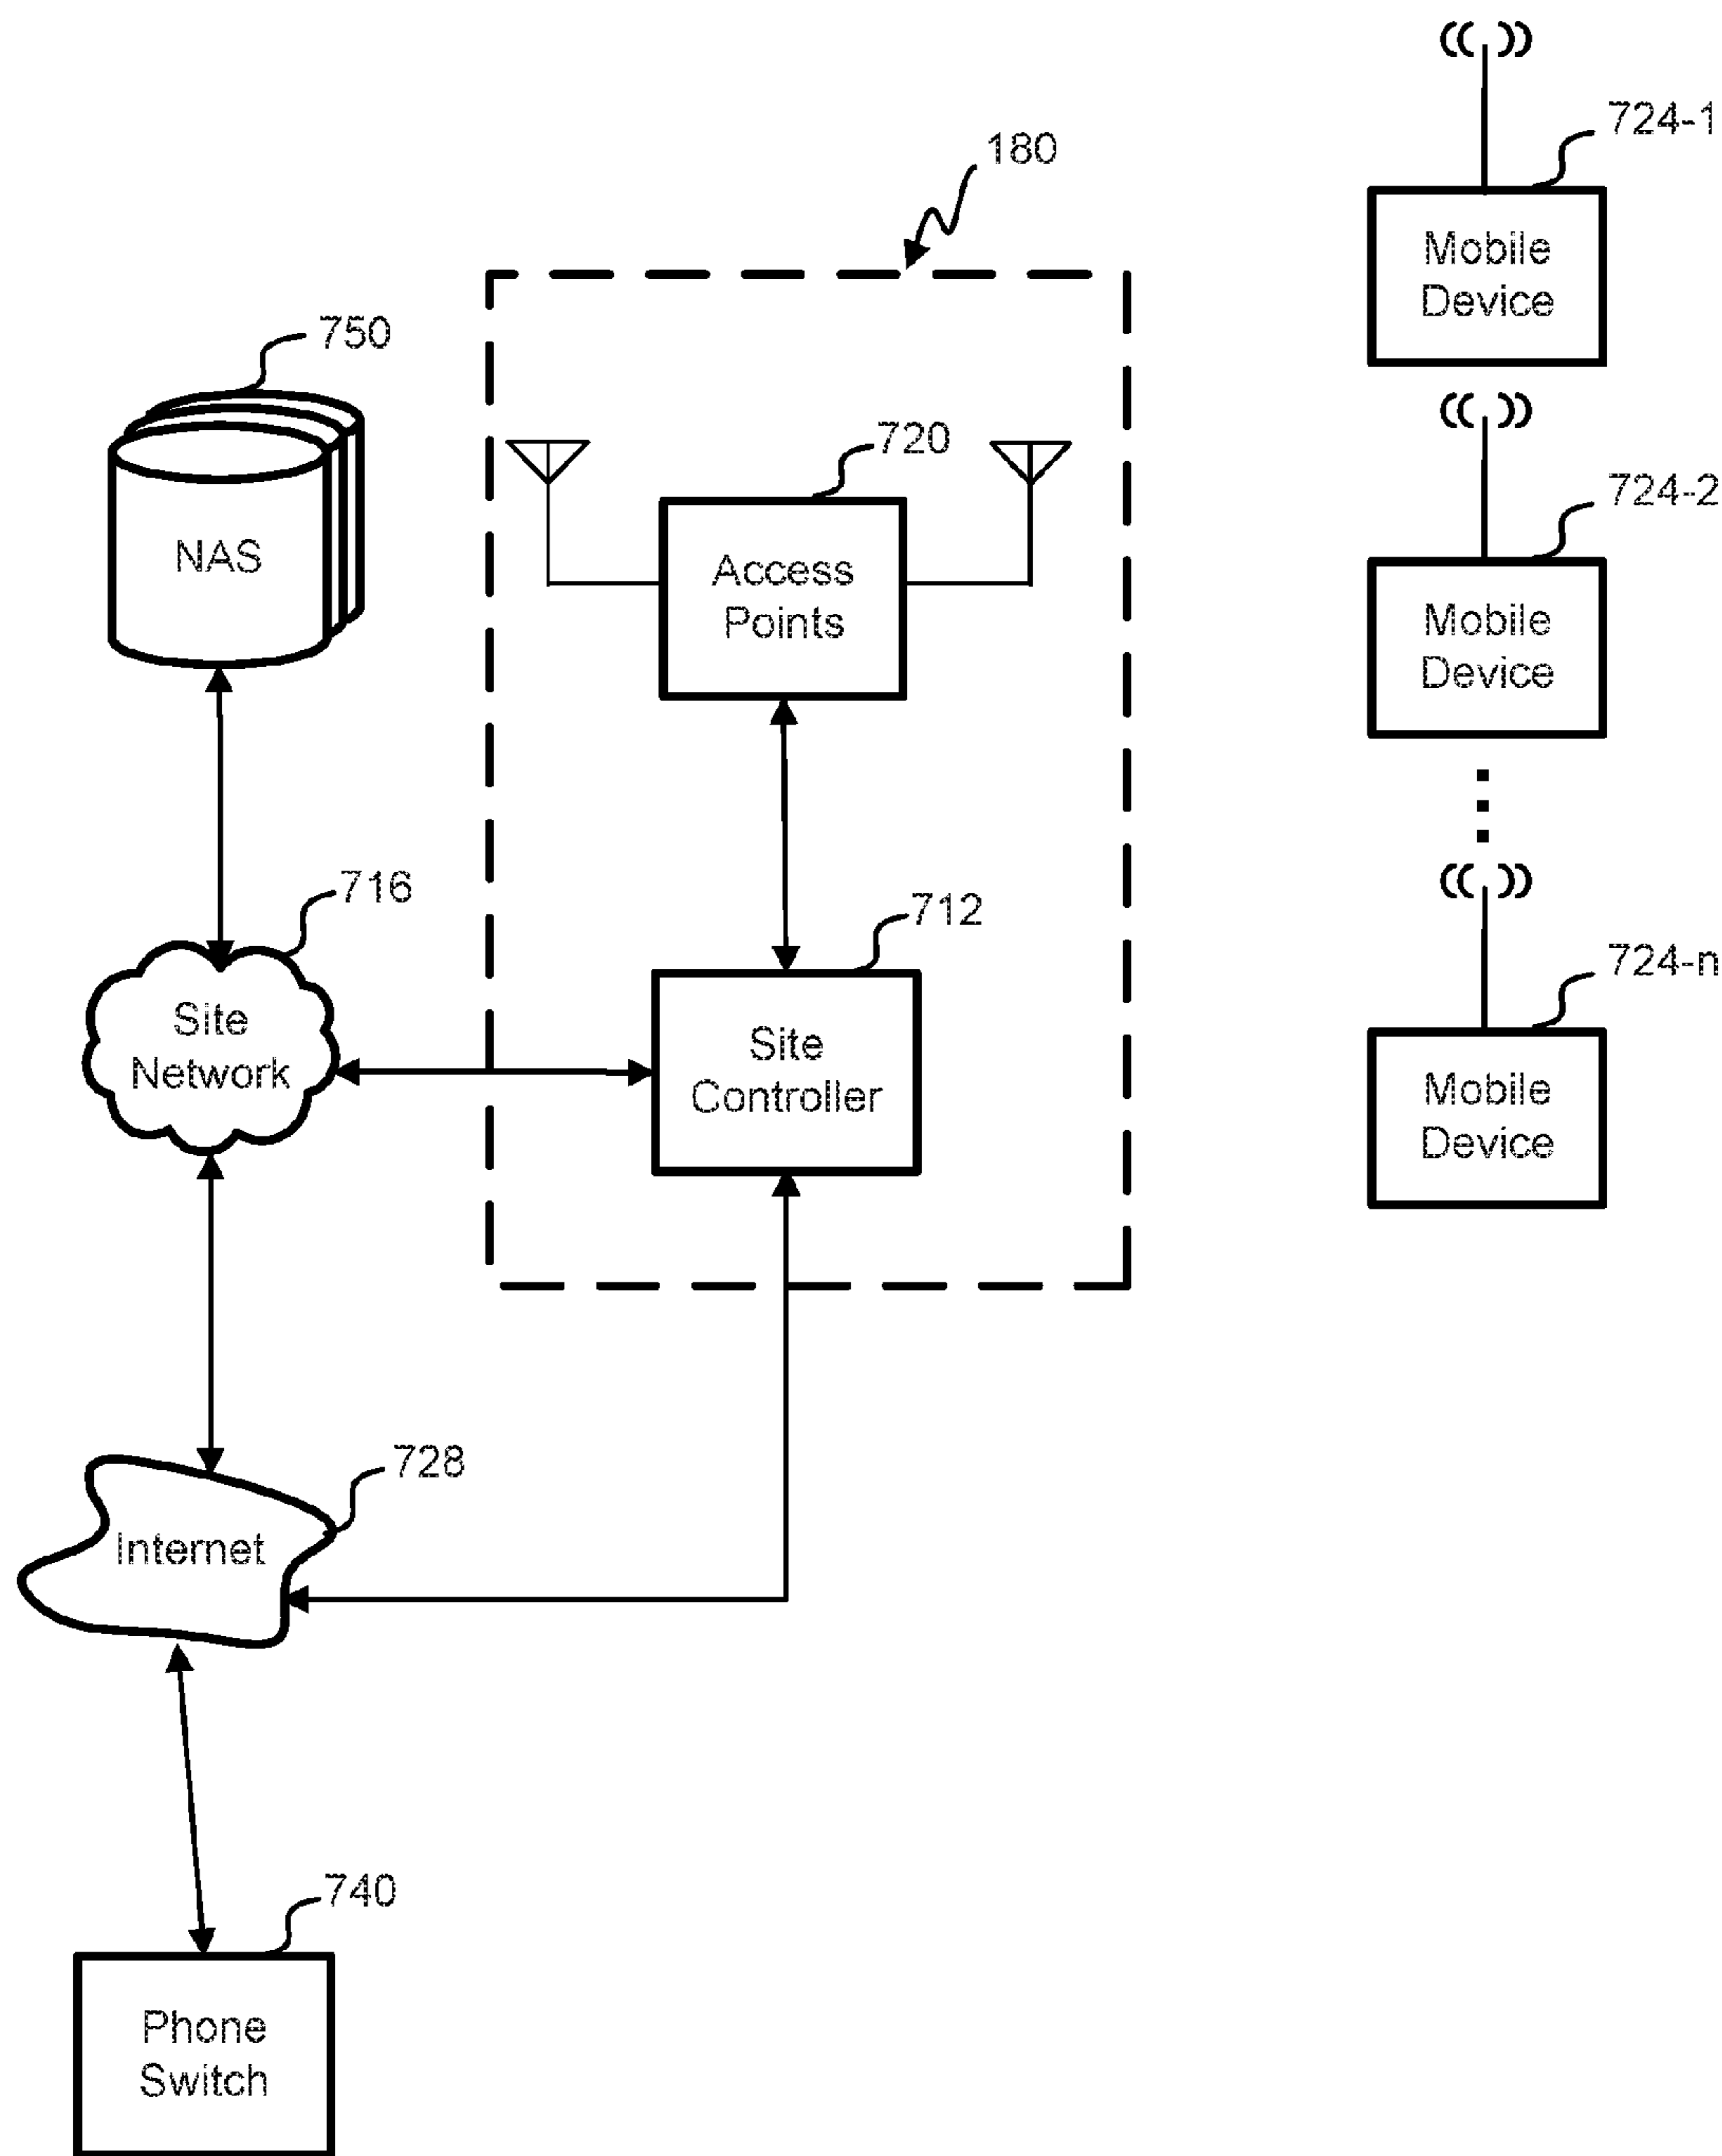 724-1
180
Mobile
Device
750
720
724-2
NAS
Access
Points
Mobile
Device
716
712
724-n
Site
Network
Site
Controller
Mobile
Device
728
Internet
740
Phone
Switch